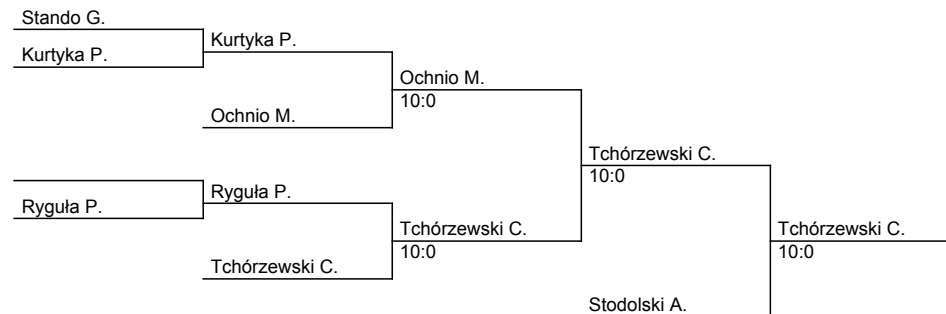 Stando G.
Kurtyka P.
Kurtyka P.
Ochnio M.
10:0
Ochnio M.
Tchórzewski C.
10:0
Ryguła P.
Ryguła P.
Tchórzewski C.
10:0
Tchórzewski C.
10:0
Tchórzewski C.
Stodolski A.